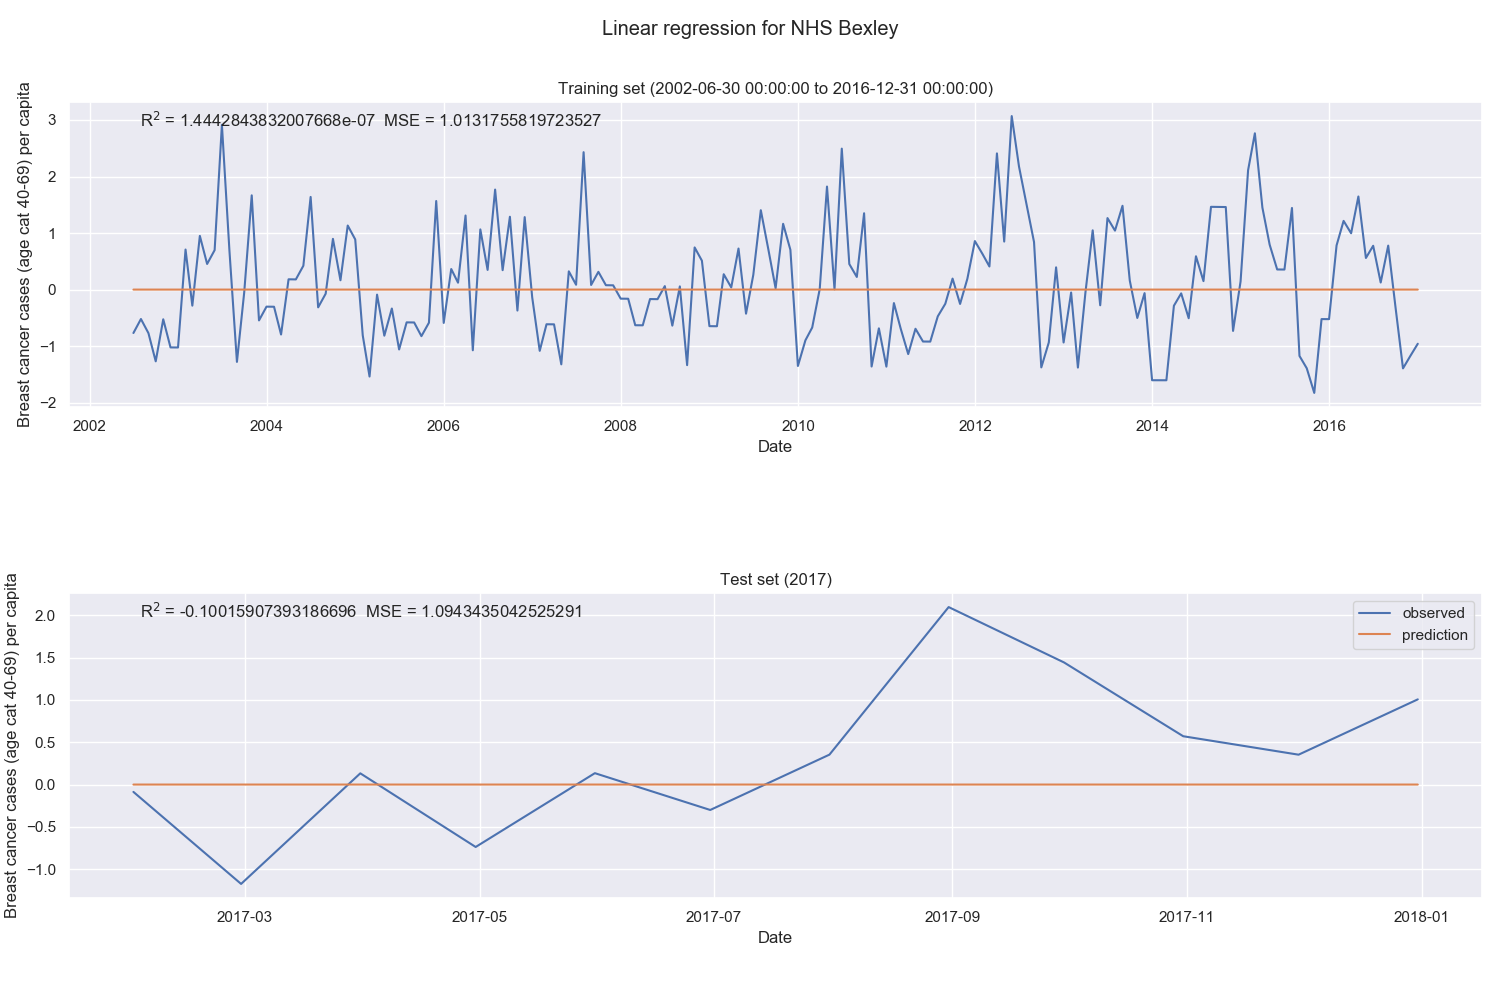 Linear regression for NHS Bexley
Training set (2002-06-30 00:00:00 to 2016-12-31 00:00:00)
R² = 1.4442843832007668e-07  MSE = 1.0131755819723527
Breast cancer cases (age cat 40-69) per capita
3
2
1
0
−1
−2
2002
2004
2006
2008
2010
2012
2014
2016
Date
Test set (2017)
R² = -0.10015907393186696  MSE = 1.0943435042525291
observed
prediction
Breast cancer cases (age cat 40-69) per capita
2.0
1.5
1.0
0.5
0.0
−0.5
−1.0
2017-03
2017-05
2017-07
2017-09
2017-11
2018-01
Date